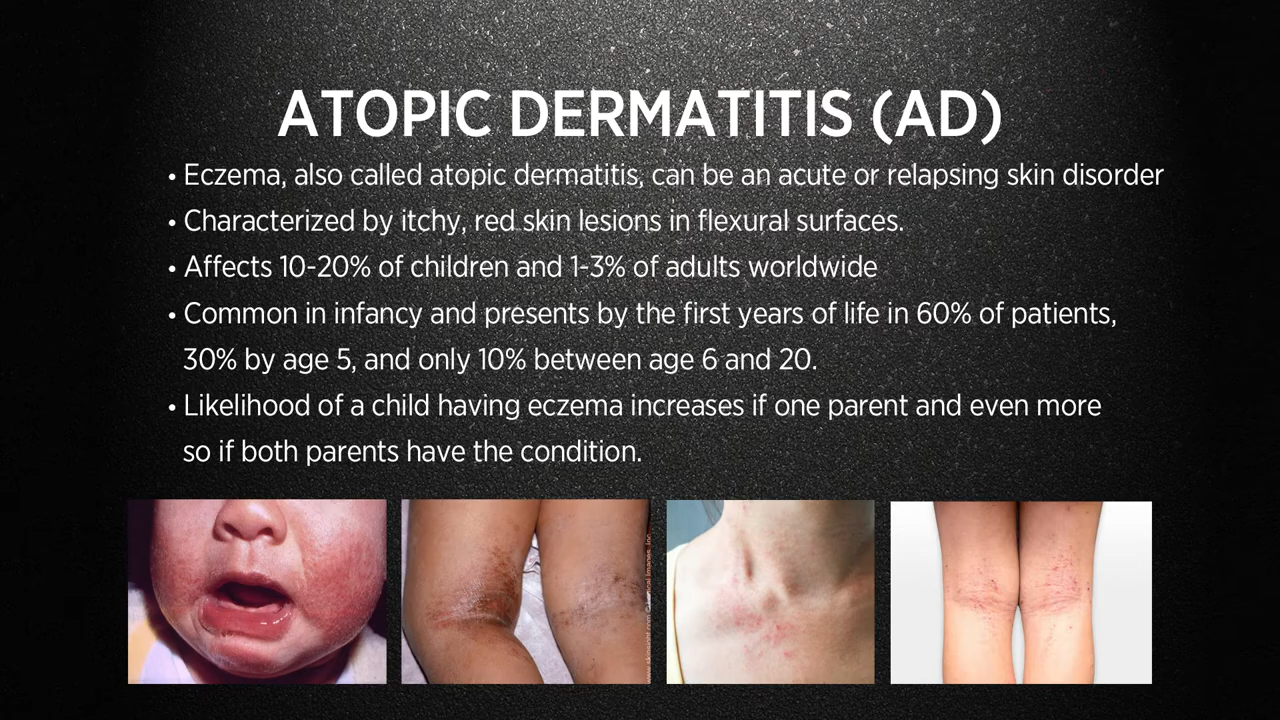 ATOPIC DERMATITIS (AD)
• Eczema, also called atopic dermatitis, can be an acute or relapsing skin disorder
• Characterized by itchy, red skin lesions in flexural surfaces.
• Affects 10-20% of children and 1-3% of adults worldwide
• Common in infancy and presents by the first years of life in 60% of patients,
30% by age 5, and only 10% between age 6 and 20.
• Likelihood of a child having eczema increases if one parent and even more
so if both parents have the condition.